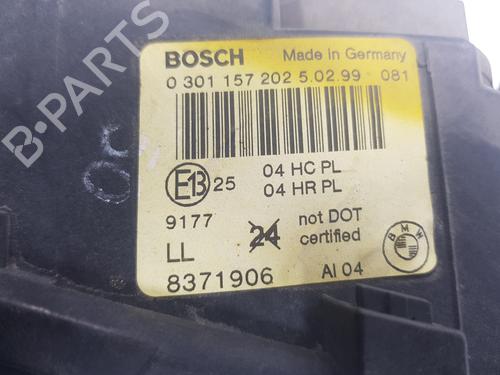 B-PARTS
BOSCH Made in Germany
0 301 157 202 5.02.99 081
E13 25 04 HC PL
04 HR PL
9177 24 not DOT
LL certified
BMW
8371906 AI 04